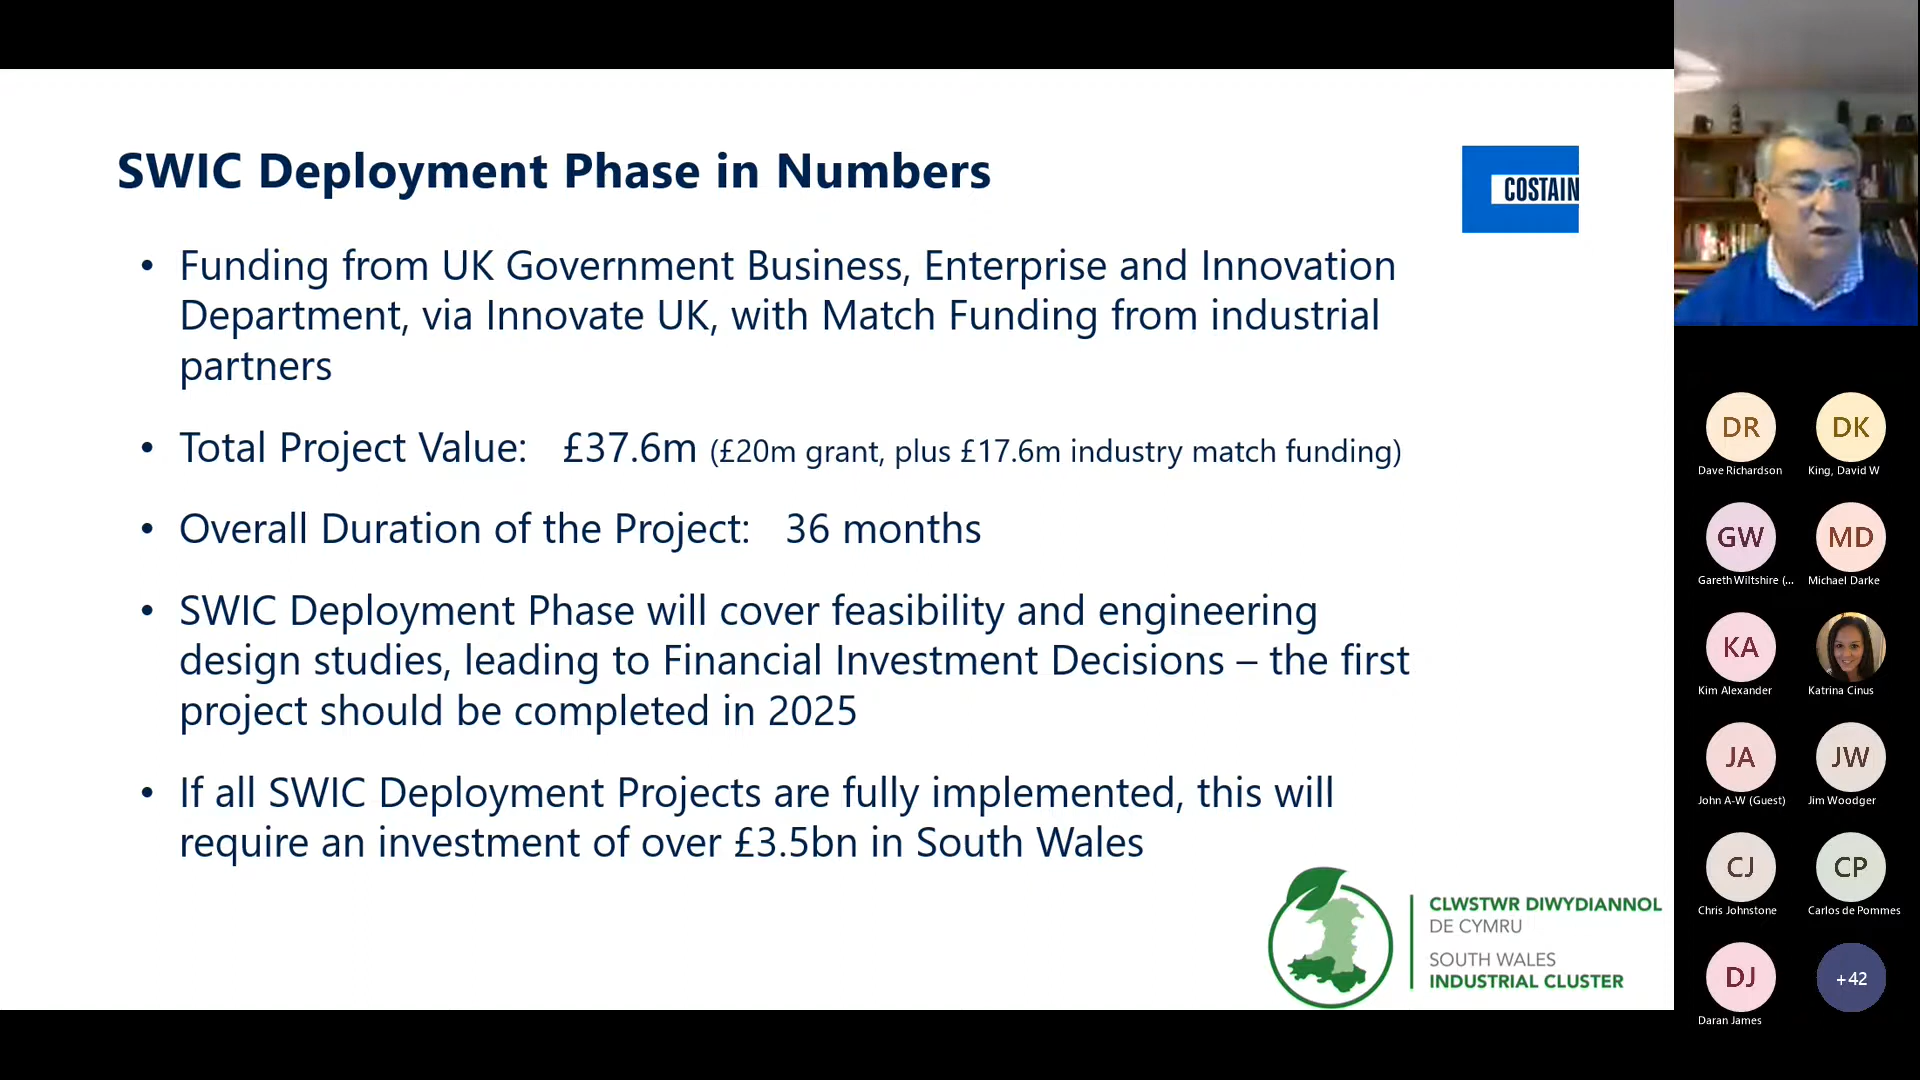 SWIC Deployment Phase in Numbers
COSTAIN
• Funding from UK Government Business, Enterprise and Innovation
Department, via Innovate UK, with Match Funding from industrial
partners
• Total Project Value: £37.6m (£20m grant, plus £17.6m industry match funding)
• Overall Duration of the Project: 36 months
• SWIC Deployment Phase will cover feasibility and engineering
design studies, leading to Financial Investment Decisions – the first
project should be completed in 2025
• If all SWIC Deployment Projects are fully implemented, this will
require an investment of over £3.5bn in South Wales
CLWSTWR DIWYDIANNOL
DE CYMRU
SOUTH WALES
INDUSTRIAL CLUSTER
DR
Dave Richardson
DK
King, David W
GW
Gareth Wiltshire (...
MD
Michael Darke
KA
Kim Alexander
Katrina Cinus
JA
John A-W (Guest)
JW
Jim Woodger
CJ
Chris Johnstone
CP
Carlos de Pommes
DJ
Daran James
+42